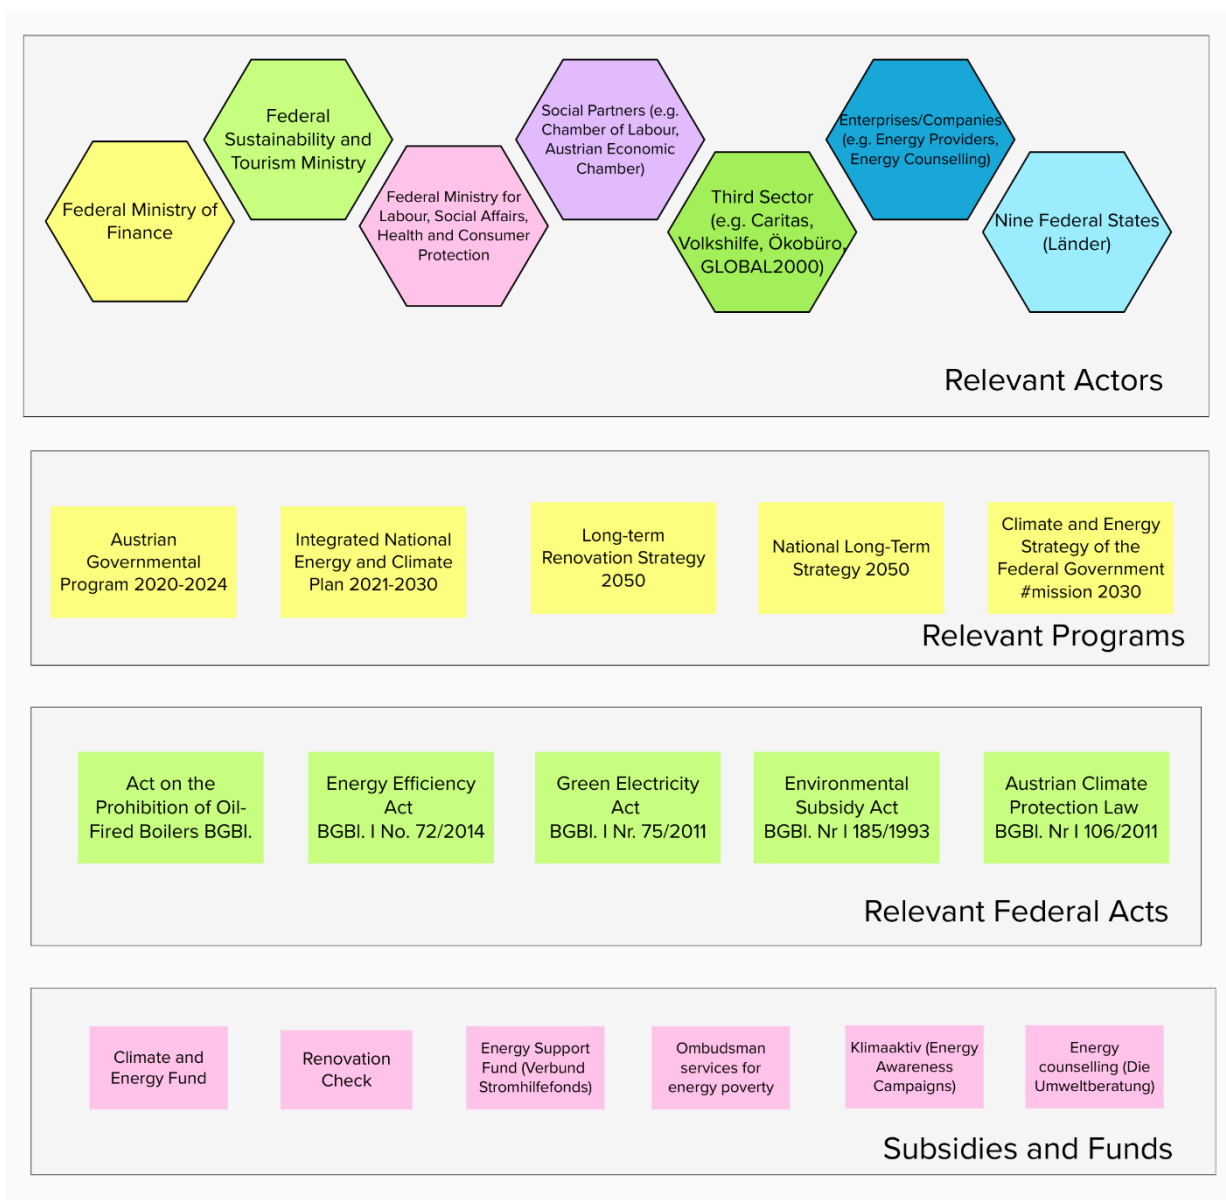 Federal Ministry of
Finance
Federal
Sustainability and
Tourism Ministry
Federal Ministry for
Labour, Social Affairs,
Health and Consumer
Protection
Social Partners (e.g.
Chamber of Labour,
Austrian Economic
Chamber)
Third Sector
(e.g. Caritas,
Volkshilfe, Ökobüro,
GLOBAL2000)
Enterprises/Companies
(e.g. Energy Providers,
Energy Counselling)
Nine Federal States
(Länder)
Relevant Actors
Austrian
Governmental
Program 2020-2024
Integrated National
Energy and Climate
Plan 2021-2030
Long-term
Renovation Strategy
2050
National Long-Term
Strategy 2050
Climate and Energy
Strategy of the
Federal Government
#mission 2030
Relevant Programs
Act on the
Prohibition of Oil-
Fired Boilers BGBl.
Energy Efficiency
Act
BGBl. I No. 72/2014
Green Electricity
Act
BGBl. I Nr. 75/2011
Environmental
Subsidy Act
BGBl. Nr I 185/1993
Austrian Climate
Protection Law
BGBl. Nr I 106/2011
Relevant Federal Acts
Climate and
Energy Fund
Renovation
Check
Energy Support
Fund (Verbund
Stromhilfefonds)
Ombudsman
services for
energy poverty
Klimaaktiv (Energy
Awareness
Campaigns)
Energy
counselling (Die
Umweltberatung)
Subsidies and Funds